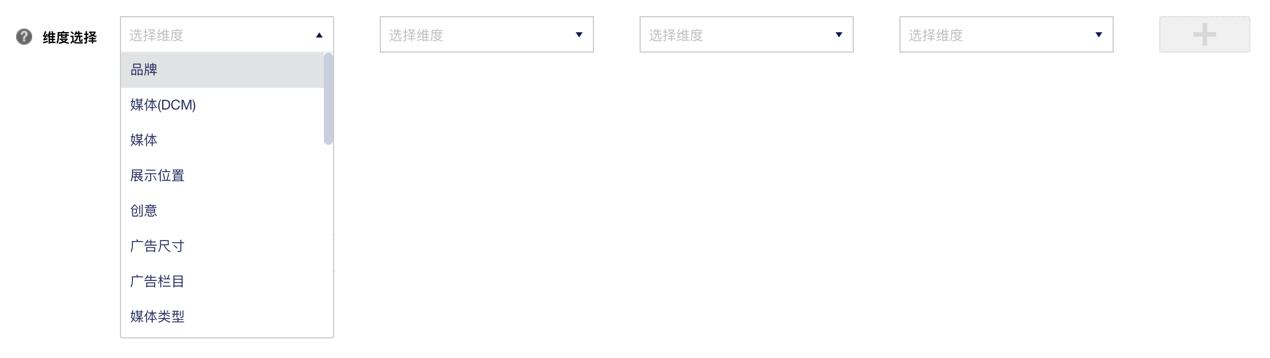 ? 维度选择 选择维度 选择维度 选择维度 选择维度
品牌
媒体(DCM)
媒体
展示位置
创意
广告尺寸
广告栏目
媒体类型